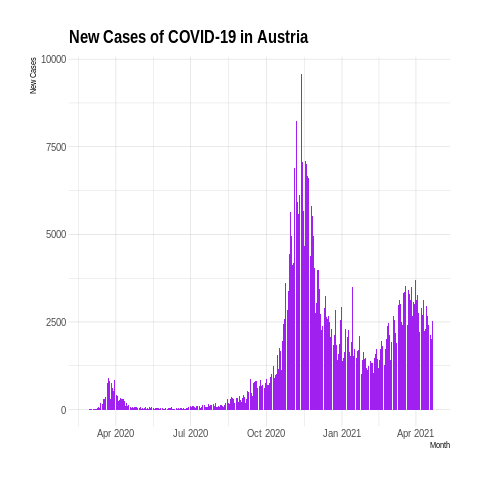 New Cases of COVID-19 in Austria
New Cases
10000
7500
5000
2500
0
Apr 2020 Jul 2020 Oct 2020 Jan 2021 Apr 2021
Month